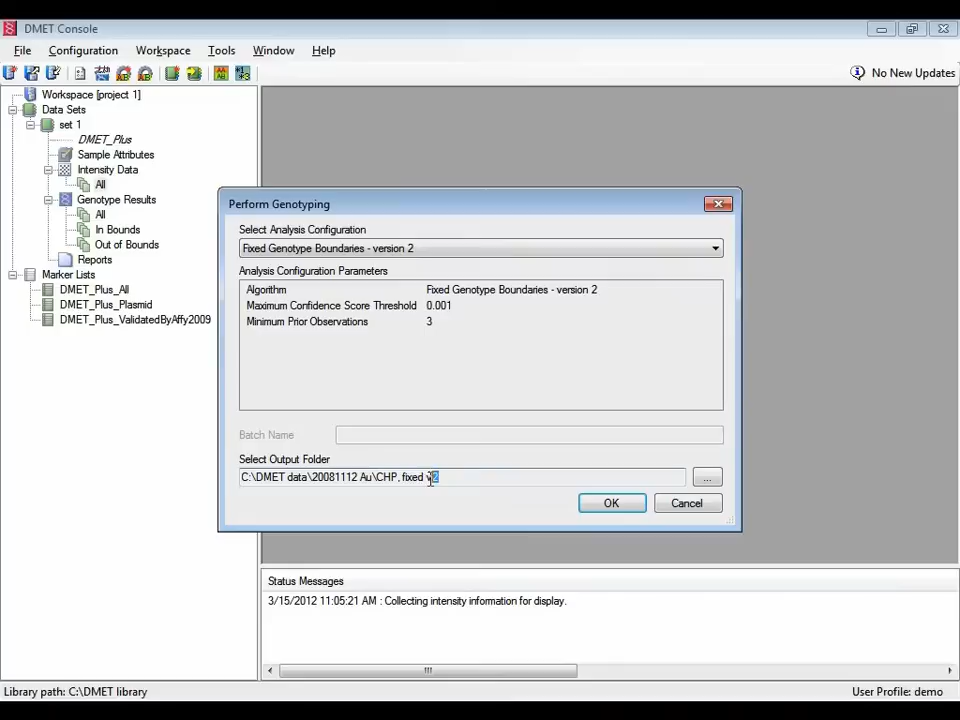 DMET Console
File Configuration Workspace Tools Window Help
No New Updates
Workspace [project 1]
Data Sets
set 1
DMET_Plus
Sample Attributes
Intensity Data
All
Genotype Results
All
In Bounds
Out of Bounds
Reports
Marker Lists
DMET_Plus_All
DMET_Plus_Plasmid
DMET_Plus_ValidatedByAffy2009
Perform Genotyping
Select Analysis Configuration
Fixed Genotype Boundaries - version 2
Analysis Configuration Parameters
Algorithm Fixed Genotype Boundaries - version 2
Maximum Confidence Score Threshold 0.001
Minimum Prior Observations 3
Batch Name
Select Output Folder
C:\DMET data\20081112 Au\CHP, fixed v2
...
OK Cancel
Status Messages
3/15/2012 11:05:21 AM : Collecting intensity information for display.
Library path: C:\DMET library
User Profile: demo